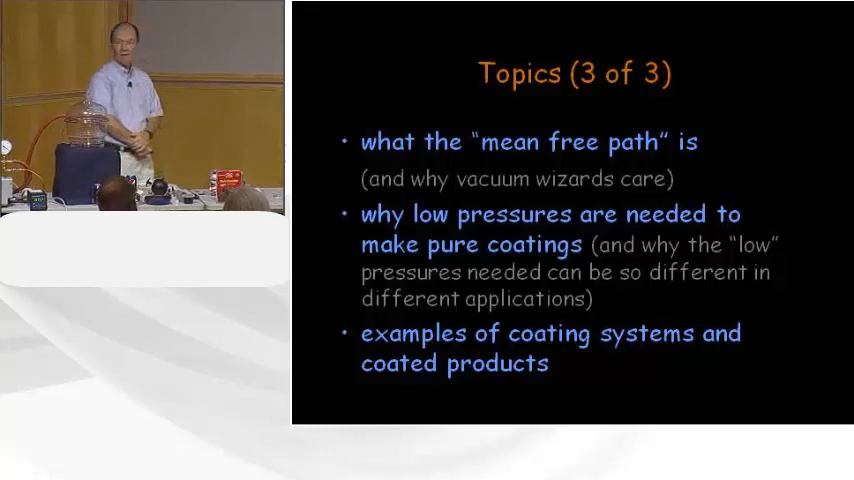 Topics (3 of 3)
• what the “mean free path” is
(and why vacuum wizards care)
• why low pressures are needed to
make pure coatings (and why the “low”
pressures needed can be so different in
different applications)
• examples of coating systems and
coated products